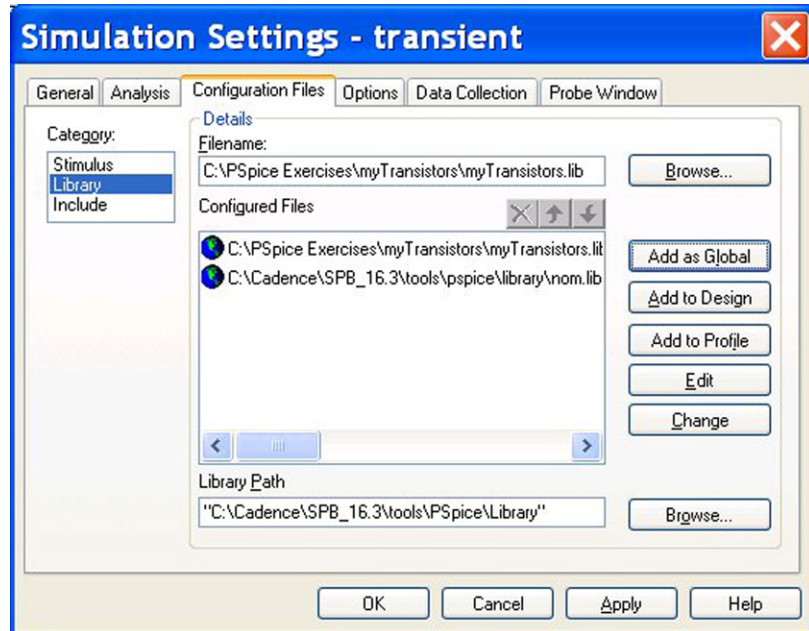 Simulation Settings - transient
General Analysis Configuration Files Options Data Collection Probe Window
Category:
Stimulus
Library
Include
Details
Filename:
C:\PSpice Exercises\myTransistors\myTransistors.lib
Browse...
Configured Files
C:\PSpice Exercises\myTransistors\myTransistors.lib
C:\Cadence\SPB_16.3\tools\pspice\library\nom.lib
Add as Global
Add to Design
Add to Profile
Edit
Change
Library Path
"C:\Cadence\SPB_16.3\tools\PSpice\Library"
Browse...
OK Cancel Apply Help